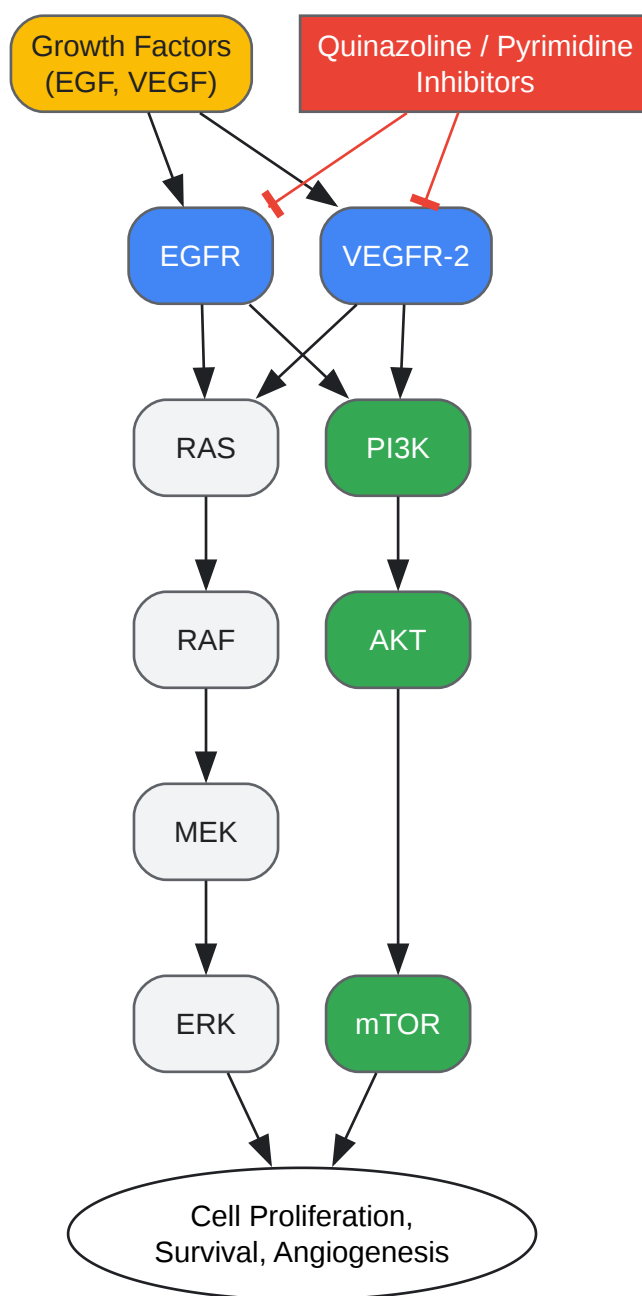 Growth Factors
(EGF, VEGF)
Quinazoline / Pyrimidine
Inhibitors
EGFR
VEGFR-2
RAS
PI3K
RAF
AKT
MEK
ERK
mTOR
Cell Proliferation,
Survival, Angiogenesis